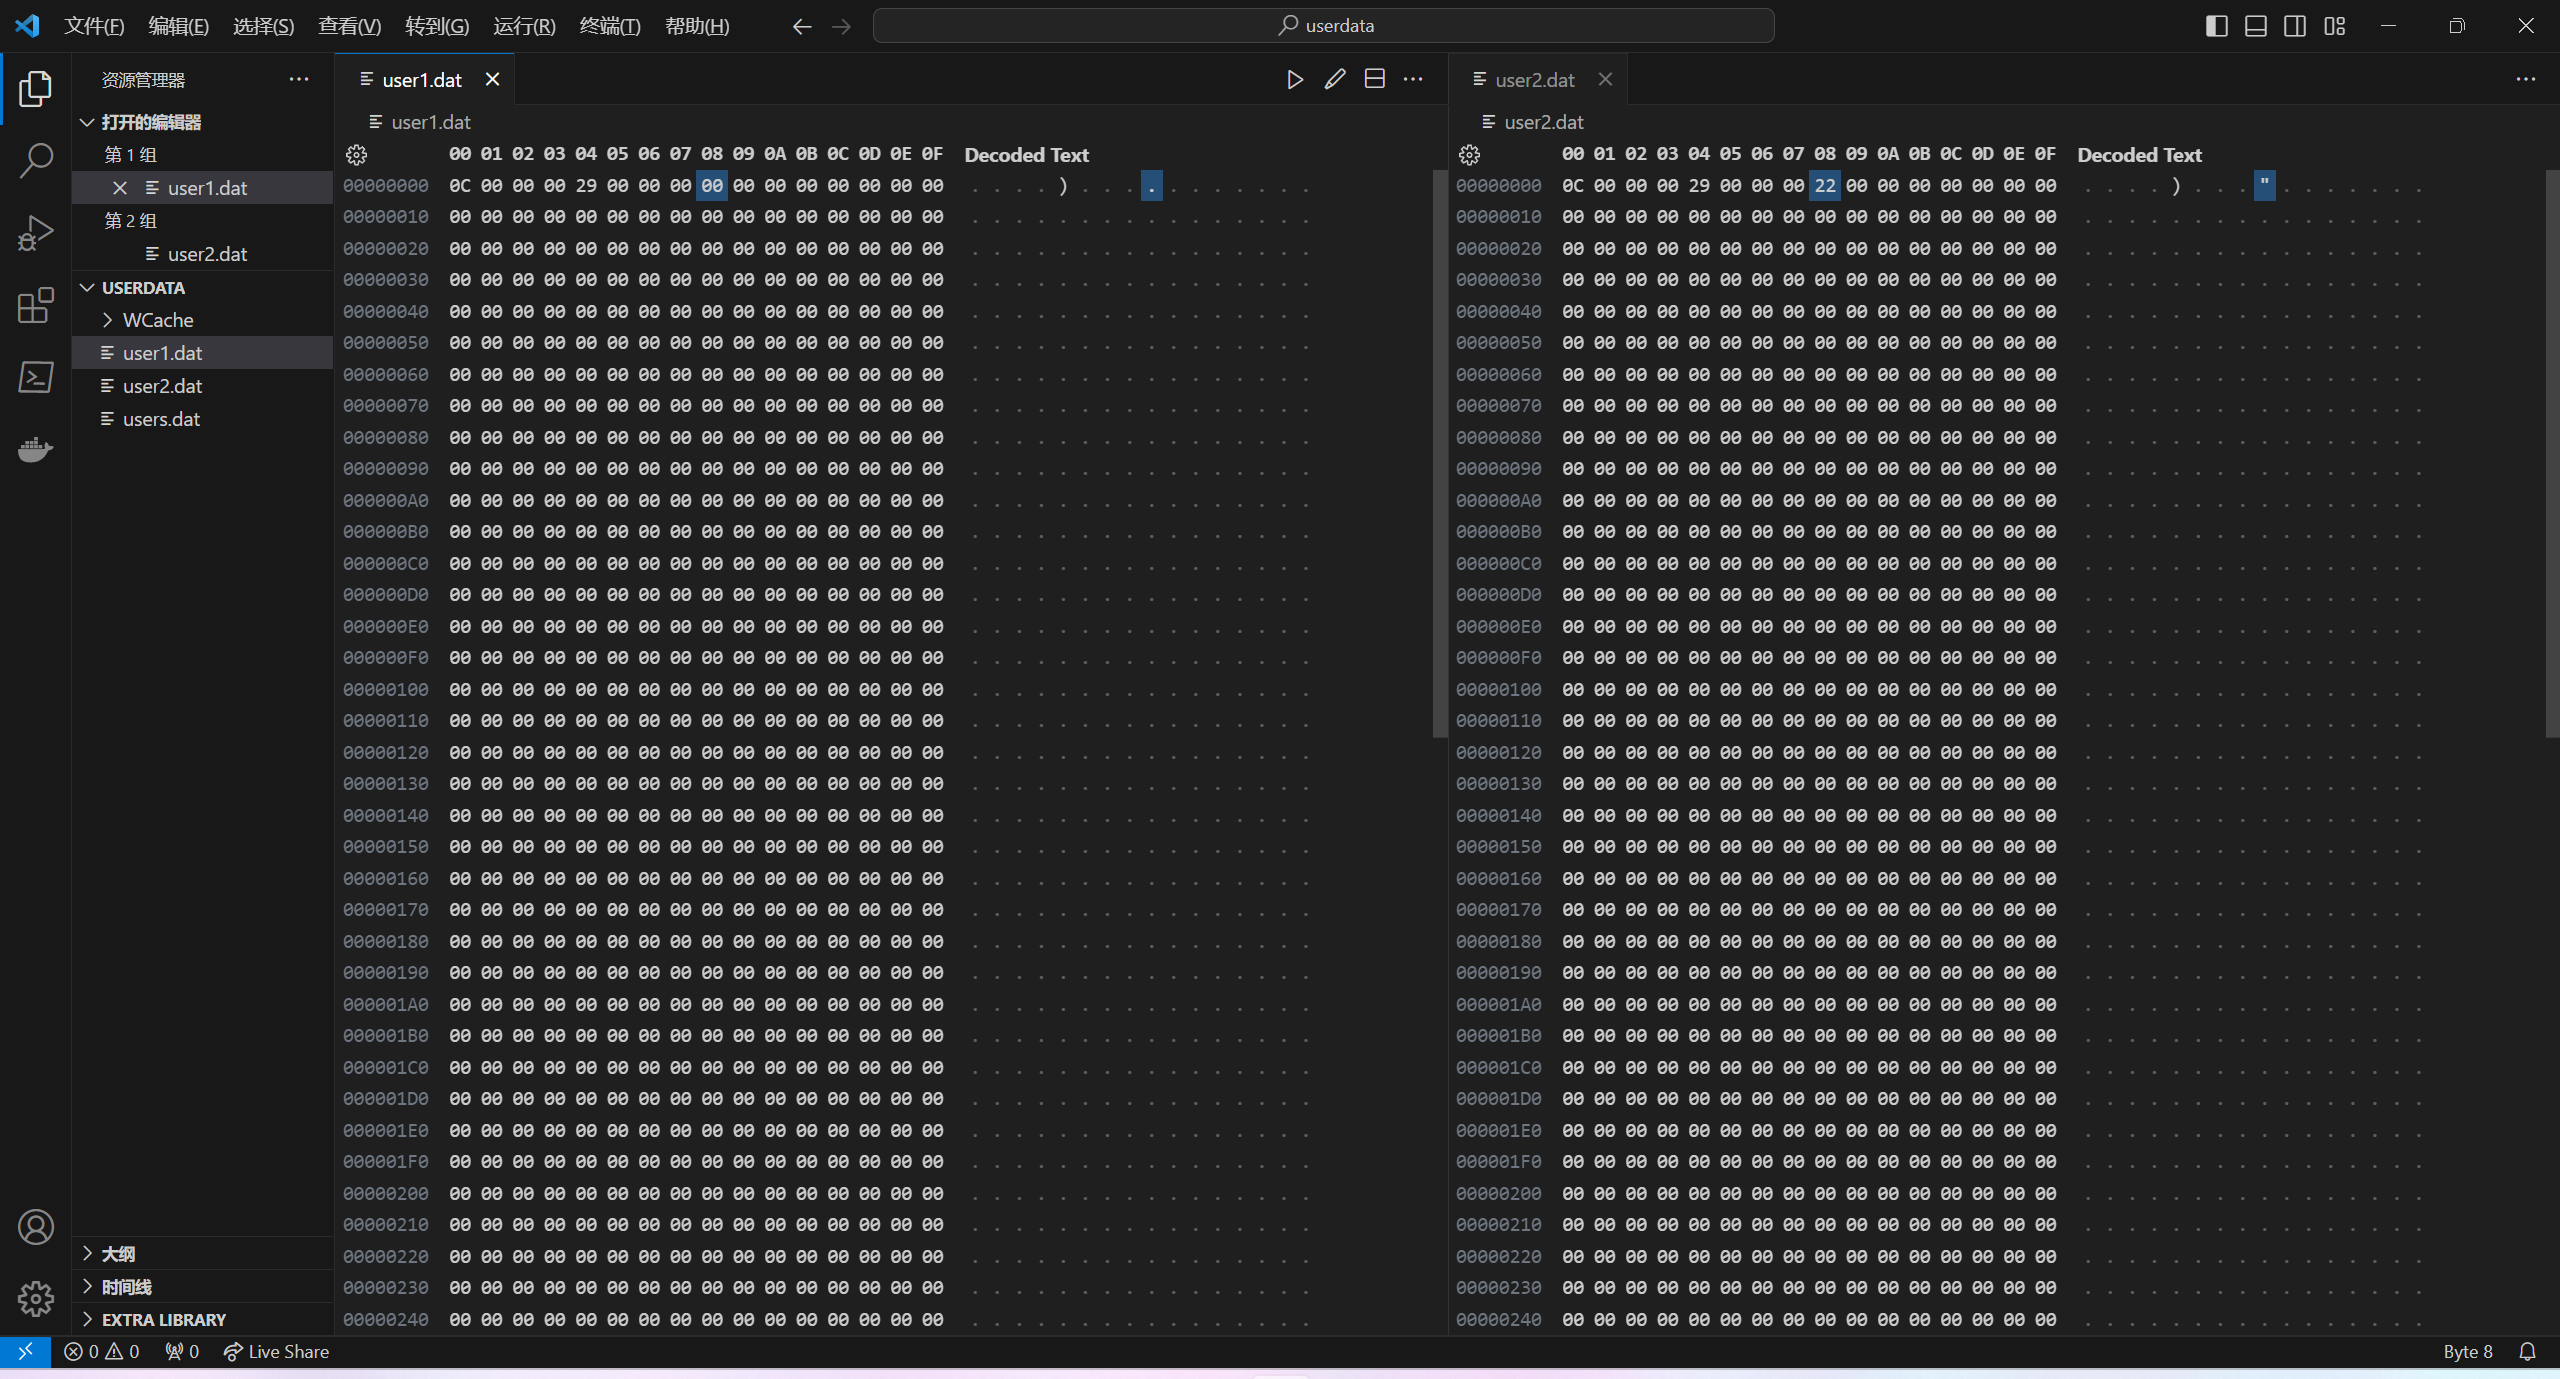 文件(F) 编辑(E) 选择(S) 查看(V) 转到(G) 运行(R) 终端(T) 帮助(H) userdata
资源管理器
打开的编辑器
第 1 组
user1.dat
第 2 组
user2.dat
USERDATA
WCache
user1.dat
user2.dat
users.dat
大纲
时间线
EXTRA LIBRARY
user1.dat
user1.dat
00 01 02 03 04 05 06 07 08 09 0A 0B 0C 0D 0E 0F Decoded Text
00000000 0C 00 00 00 29 00 00 00 00 00 00 00 00 00 00 00 . . . . ) . . . . . . . . . . .
00000010 00 00 00 00 00 00 00 00 00 00 00 00 00 00 00 00 . . . . . . . . . . . . . . . .
00000020 00 00 00 00 00 00 00 00 00 00 00 00 00 00 00 00 . . . . . . . . . . . . . . . .
00000030 00 00 00 00 00 00 00 00 00 00 00 00 00 00 00 00 . . . . . . . . . . . . . . . .
00000040 00 00 00 00 00 00 00 00 00 00 00 00 00 00 00 00 . . . . . . . . . . . . . . . .
00000050 00 00 00 00 00 00 00 00 00 00 00 00 00 00 00 00 . . . . . . . . . . . . . . . .
00000060 00 00 00 00 00 00 00 00 00 00 00 00 00 00 00 00 . . . . . . . . . . . . . . . .
00000070 00 00 00 00 00 00 00 00 00 00 00 00 00 00 00 00 . . . . . . . . . . . . . . . .
00000080 00 00 00 00 00 00 00 00 00 00 00 00 00 00 00 00 . . . . . . . . . . . . . . . .
00000090 00 00 00 00 00 00 00 00 00 00 00 00 00 00 00 00 . . . . . . . . . . . . . . . .
000000A0 00 00 00 00 00 00 00 00 00 00 00 00 00 00 00 00 . . . . . . . . . . . . . . . .
000000B0 00 00 00 00 00 00 00 00 00 00 00 00 00 00 00 00 . . . . . . . . . . . . . . . .
000000C0 00 00 00 00 00 00 00 00 00 00 00 00 00 00 00 00 . . . . . . . . . . . . . . . .
000000D0 00 00 00 00 00 00 00 00 00 00 00 00 00 00 00 00 . . . . . . . . . . . . . . . .
000000E0 00 00 00 00 00 00 00 00 00 00 00 00 00 00 00 00 . . . . . . . . . . . . . . . .
000000F0 00 00 00 00 00 00 00 00 00 00 00 00 00 00 00 00 . . . . . . . . . . . . . . . .
00000100 00 00 00 00 00 00 00 00 00 00 00 00 00 00 00 00 . . . . . . . . . . . . . . . .
00000110 00 00 00 00 00 00 00 00 00 00 00 00 00 00 00 00 . . . . . . . . . . . . . . . .
00000120 00 00 00 00 00 00 00 00 00 00 00 00 00 00 00 00 . . . . . . . . . . . . . . . .
00000130 00 00 00 00 00 00 00 00 00 00 00 00 00 00 00 00 . . . . . . . . . . . . . . . .
00000140 00 00 00 00 00 00 00 00 00 00 00 00 00 00 00 00 . . . . . . . . . . . . . . . .
00000150 00 00 00 00 00 00 00 00 00 00 00 00 00 00 00 00 . . . . . . . . . . . . . . . .
00000160 00 00 00 00 00 00 00 00 00 00 00 00 00 00 00 00 . . . . . . . . . . . . . . . .
00000170 00 00 00 00 00 00 00 00 00 00 00 00 00 00 00 00 . . . . . . . . . . . . . . . .
00000180 00 00 00 00 00 00 00 00 00 00 00 00 00 00 00 00 . . . . . . . . . . . . . . . .
00000190 00 00 00 00 00 00 00 00 00 00 00 00 00 00 00 00 . . . . . . . . . . . . . . . .
000001A0 00 00 00 00 00 00 00 00 00 00 00 00 00 00 00 00 . . . . . . . . . . . . . . . .
000001B0 00 00 00 00 00 00 00 00 00 00 00 00 00 00 00 00 . . . . . . . . . . . . . . . .
000001C0 00 00 00 00 00 00 00 00 00 00 00 00 00 00 00 00 . . . . . . . . . . . . . . . .
000001D0 00 00 00 00 00 00 00 00 00 00 00 00 00 00 00 00 . . . . . . . . . . . . . . . .
000001E0 00 00 00 00 00 00 00 00 00 00 00 00 00 00 00 00 . . . . . . . . . . . . . . . .
000001F0 00 00 00 00 00 00 00 00 00 00 00 00 00 00 00 00 . . . . . . . . . . . . . . . .
00000200 00 00 00 00 00 00 00 00 00 00 00 00 00 00 00 00 . . . . . . . . . . . . . . . .
00000210 00 00 00 00 00 00 00 00 00 00 00 00 00 00 00 00 . . . . . . . . . . . . . . . .
00000220 00 00 00 00 00 00 00 00 00 00 00 00 00 00 00 00 . . . . . . . . . . . . . . . .
00000230 00 00 00 00 00 00 00 00 00 00 00 00 00 00 00 00 . . . . . . . . . . . . . . . .
00000240 00 00 00 00 00 00 00 00 00 00 00 00 00 00 00 00 . . . . . . . . . . . . . . . .
user2.dat
user2.dat
00 01 02 03 04 05 06 07 08 09 0A 0B 0C 0D 0E 0F Decoded Text
00000000 0C 00 00 00 29 00 00 00 22 00 00 00 00 00 00 00 . . . . ) . . . " . . . . . . .
00000010 00 00 00 00 00 00 00 00 00 00 00 00 00 00 00 00 . . . . . . . . . . . . . . . .
00000020 00 00 00 00 00 00 00 00 00 00 00 00 00 00 00 00 . . . . . . . . . . . . . . . .
00000030 00 00 00 00 00 00 00 00 00 00 00 00 00 00 00 00 . . . . . . . . . . . . . . . .
00000040 00 00 00 00 00 00 00 00 00 00 00 00 00 00 00 00 . . . . . . . . . . . . . . . .
00000050 00 00 00 00 00 00 00 00 00 00 00 00 00 00 00 00 . . . . . . . . . . . . . . . .
00000060 00 00 00 00 00 00 00 00 00 00 00 00 00 00 00 00 . . . . . . . . . . . . . . . .
00000070 00 00 00 00 00 00 00 00 00 00 00 00 00 00 00 00 . . . . . . . . . . . . . . . .
00000080 00 00 00 00 00 00 00 00 00 00 00 00 00 00 00 00 . . . . . . . . . . . . . . . .
00000090 00 00 00 00 00 00 00 00 00 00 00 00 00 00 00 00 . . . . . . . . . . . . . . . .
000000A0 00 00 00 00 00 00 00 00 00 00 00 00 00 00 00 00 . . . . . . . . . . . . . . . .
000000B0 00 00 00 00 00 00 00 00 00 00 00 00 00 00 00 00 . . . . . . . . . . . . . . . .
000000C0 00 00 00 00 00 00 00 00 00 00 00 00 00 00 00 00 . . . . . . . . . . . . . . . .
000000D0 00 00 00 00 00 00 00 00 00 00 00 00 00 00 00 00 . . . . . . . . . . . . . . . .
000000E0 00 00 00 00 00 00 00 00 00 00 00 00 00 00 00 00 . . . . . . . . . . . . . . . .
000000F0 00 00 00 00 00 00 00 00 00 00 00 00 00 00 00 00 . . . . . . . . . . . . . . . .
00000100 00 00 00 00 00 00 00 00 00 00 00 00 00 00 00 00 . . . . . . . . . . . . . . . .
00000110 00 00 00 00 00 00 00 00 00 00 00 00 00 00 00 00 . . . . . . . . . . . . . . . .
00000120 00 00 00 00 00 00 00 00 00 00 00 00 00 00 00 00 . . . . . . . . . . . . . . . .
00000130 00 00 00 00 00 00 00 00 00 00 00 00 00 00 00 00 . . . . . . . . . . . . . . . .
00000140 00 00 00 00 00 00 00 00 00 00 00 00 00 00 00 00 . . . . . . . . . . . . . . . .
00000150 00 00 00 00 00 00 00 00 00 00 00 00 00 00 00 00 . . . . . . . . . . . . . . . .
00000160 00 00 00 00 00 00 00 00 00 00 00 00 00 00 00 00 . . . . . . . . . . . . . . . .
00000170 00 00 00 00 00 00 00 00 00 00 00 00 00 00 00 00 . . . . . . . . . . . . . . . .
00000180 00 00 00 00 00 00 00 00 00 00 00 00 00 00 00 00 . . . . . . . . . . . . . . . .
00000190 00 00 00 00 00 00 00 00 00 00 00 00 00 00 00 00 . . . . . . . . . . . . . . . .
000001A0 00 00 00 00 00 00 00 00 00 00 00 00 00 00 00 00 . . . . . . . . . . . . . . . .
000001B0 00 00 00 00 00 00 00 00 00 00 00 00 00 00 00 00 . . . . . . . . . . . . . . . .
000001C0 00 00 00 00 00 00 00 00 00 00 00 00 00 00 00 00 . . . . . . . . . . . . . . . .
000001D0 00 00 00 00 00 00 00 00 00 00 00 00 00 00 00 00 . . . . . . . . . . . . . . . .
000001E0 00 00 00 00 00 00 00 00 00 00 00 00 00 00 00 00 . . . . . . . . . . . . . . . .
000001F0 00 00 00 00 00 00 00 00 00 00 00 00 00 00 00 00 . . . . . . . . . . . . . . . .
00000200 00 00 00 00 00 00 00 00 00 00 00 00 00 00 00 00 . . . . . . . . . . . . . . . .
00000210 00 00 00 00 00 00 00 00 00 00 00 00 00 00 00 00 . . . . . . . . . . . . . . . .
00000220 00 00 00 00 00 00 00 00 00 00 00 00 00 00 00 00 . . . . . . . . . . . . . . . .
00000230 00 00 00 00 00 00 00 00 00 00 00 00 00 00 00 00 . . . . . . . . . . . . . . . .
00000240 00 00 00 00 00 00 00 00 00 00 00 00 00 00 00 00 . . . . . . . . . . . . . . . .
0 0 0 Live Share Byte 8